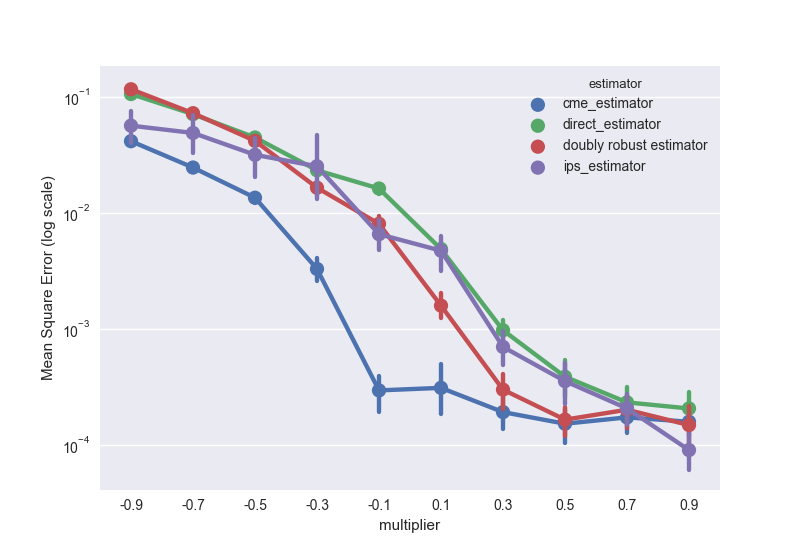 estimator
cme_estimator
direct_estimator
doubly robust estimator
ips_estimator
Mean Square Error (log scale)
10⁻¹
10⁻²
10⁻³
10⁻⁴
-0.9 -0.7 -0.5 -0.3 -0.1 0.1 0.3 0.5 0.7 0.9
multiplier